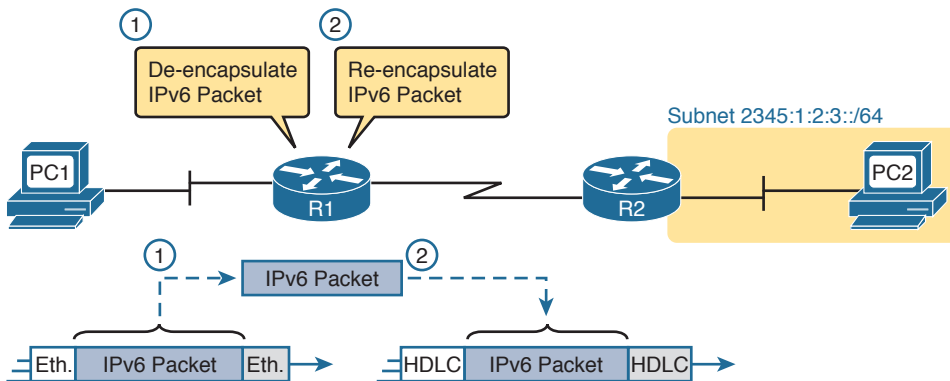 1
2
De-encapsulate
IPv6 Packet
Re-encapsulate
IPv6 Packet
Subnet 2345:1:2:3::/64
PC1
R1
R2
PC2
1
IPv6 Packet
2
Eth.
IPv6 Packet
Eth.
HDLC
IPv6 Packet
HDLC